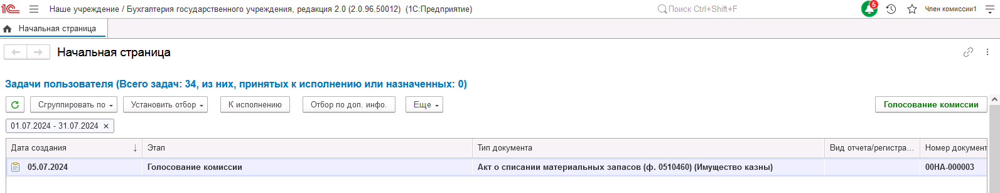 1С Наше учреждение / Бухгалтерия государственного учреждения, редакция 2.0 (2.0.96.50012) (1С:Предприятие) Поиск Ctrl+Shift+F 5 Член комиссии1
Начальная страница
Начальная страница
Задачи пользователя (Всего задач: 34, из них, принятых к исполнению или назначенных: 0)
Сгруппировать по Установить отбор К исполнению Отбор по доп. инфо. Еще Голосование комиссии
01.07.2024 - 31.07.2024 ×
Дата создания ↓ Этап Тип документа Вид отчета/регистра... Номер документ
05.07.2024 Голосование комиссии Акт о списании материальных запасов (ф. 0510460) (Имущество казны) 00НА-000003